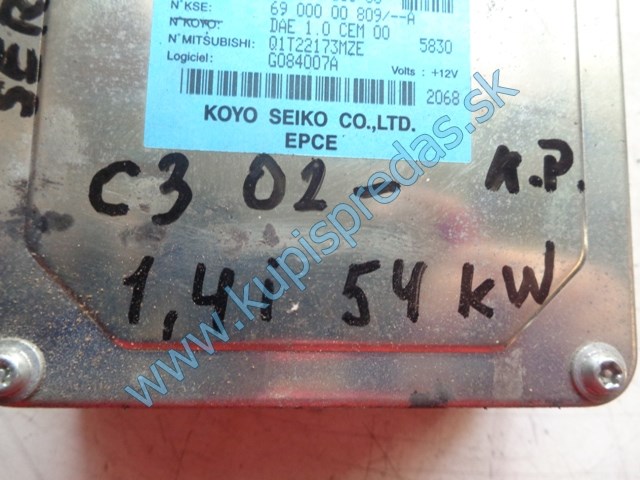 N°KSE: 69 000 00 809/--A
N°KOYO: DAE 1.0 CEM 00
N°MITSUBISHI: Q1T22173MZE 5830
Logiciel: G084007A Volts : +12V
2068
KOYO SEIKO CO.,LTD.
EPCE
SER
C3 02- K.P.
1,4i 54 kW
www.kupispredas.sk